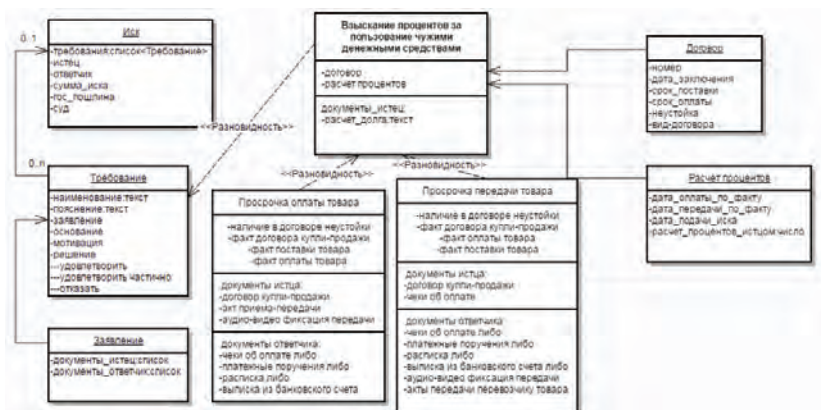 Иск
-требования:список<Требование>
-истец
-ответчик
-сумма_иска
-гос_пошлина
-суд
0..1
0..n
Взыскание процентов за
пользование чужими
денежными средствами
-договор
-расчет процентов
документы_истец:
-расчет_долга:текст
Договор
-номер
-дата_заключения
-срок_поставки
-срок_оплаты
-неустойка
-вид-договора
<<Разновидность>>
<<Разновидность>>
<<Разновидность>>
Требование
-наименование:текст
-пояснение:текст
-заявление
-основание
-мотивация
-решение
---удовлетворить
---удовлетворить частично
---отказать
Просрочка оплаты товара
-наличие в договоре неустойки
-факт договора купли-продажи
-факт поставки товара
-факт оплаты товара
документы истца:
-договор купли-продажи
-акт приема-передачи
-аудио-видео фиксация передачи
документы ответчика:
-чеки об оплате либо
-платежные поручения либо
-расписка либо
-выписка из банковского счета
Просрочка передачи товара
-наличие в договоре неустойки
-факт договора купли-продажи
-факт оплаты товара
-факт поставки товара
документы истца:
-договор купли-продажи
-чеки об оплате
документы ответчика:
-чеки об оплате либо
-платежные поручения либо
-расписка либо
-выписка из банковского счета либо
-аудио-видео фиксация передачи
-акты передачи перевозчику товара
Расчет процентов
-дата_оплаты_по_факту
-дата_передачи_по_факту
-дата_подачи_иска
-расчет_процентов_истцом:число
Заявление
-документы_истец:список
-документы_ответчик:список